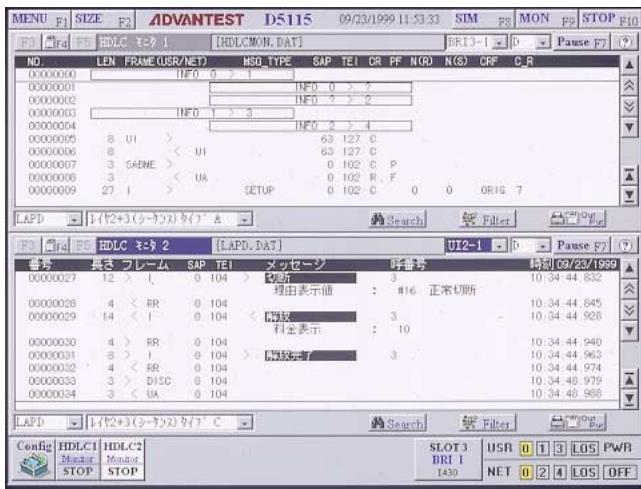 MENU F1 SIZE F2 ADVANTEST D5115 09/23/1999 11:53:33 SIM F8 MON F9 STOP F10
F3 F4 F5 HDLC モニタ 1 [HDLCMON.DAT] BRI3-1 D Pause F7 (?)
NO. LEN FRAME(USR/NET) MSG_TYPE SAP TEI CR PF N(R) N(S) CRF C_R
00000000 INFO 0 > 1
00000001 INFO 0 > ?
00000002 INFO ? > 2
00000003 INFO 1 > 3
00000004 INFO 2 > 4
00000005 8 UI > 63 127 C
00000006 8 < UI 63 127 C
00000007 3 SABME > 0 102 C P
00000008 3 < UA 0 102 R F
00000009 27 I > SETUP 0 102 C 0 0 ORIG 7
LAPD レイヤ2+3(シーケンス)タイプ A Search Filter Out Put
F3 F4 F5 HDLC モニタ 2 [LAPD.DAT] UI2-1 D Pause F7 (?)
番号 長さ フレーム SAP TEI メッセージ 呼番号 時刻 09/23/1999
00000027 12 > I 0 104 > 切断 3 10:34:44.832
理由表示値 : #16 正常切断
00000028 4 < RR 0 104 10:34:44.845
00000029 14 < I 0 104 < 解放 3 10:34:44.928
料金表示 : 10
00000030 4 > RR 0 104 10:34:44.940
00000031 8 > I 0 104 > 解放完了 3 10:34:44.963
00000032 4 < RR 0 104 10:34:44.974
00000033 3 > DISC 0 104 10:34:48.979
00000034 3 < UA 0 104 10:34:48.988
LAPD レイヤ2+3(シーケンス)タイプ C Search Filter Out Put
Config HDLC1 Monitor STOP HDLC2 Monitor STOP SLOT3 BRI 1 I430
USR 0 1 3 LOS PWR
NET 0 2 4 LOS OFF